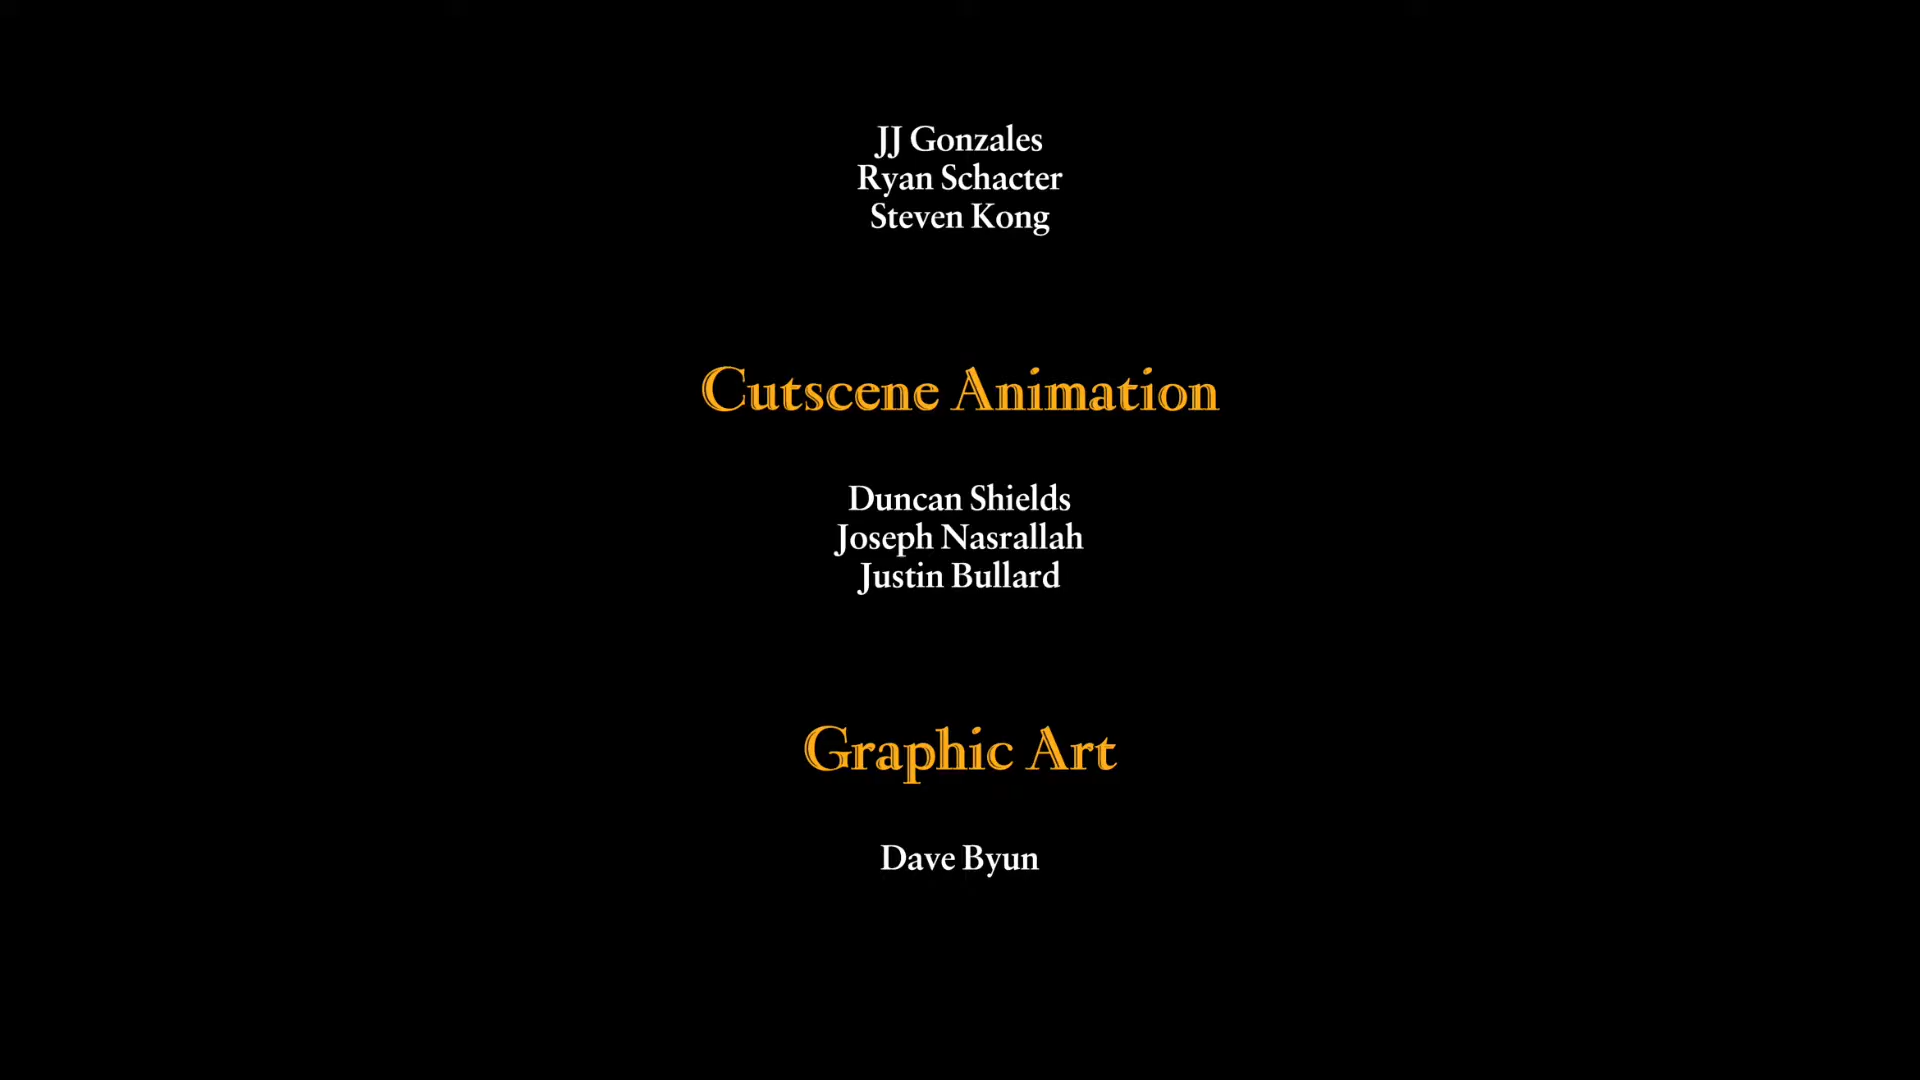 JJ Gonzales
Ryan Schacter
Steven Kong
Cutscene Animation
Duncan Shields
Joseph Nasrallah
Justin Bullard
Graphic Art
Dave Byun